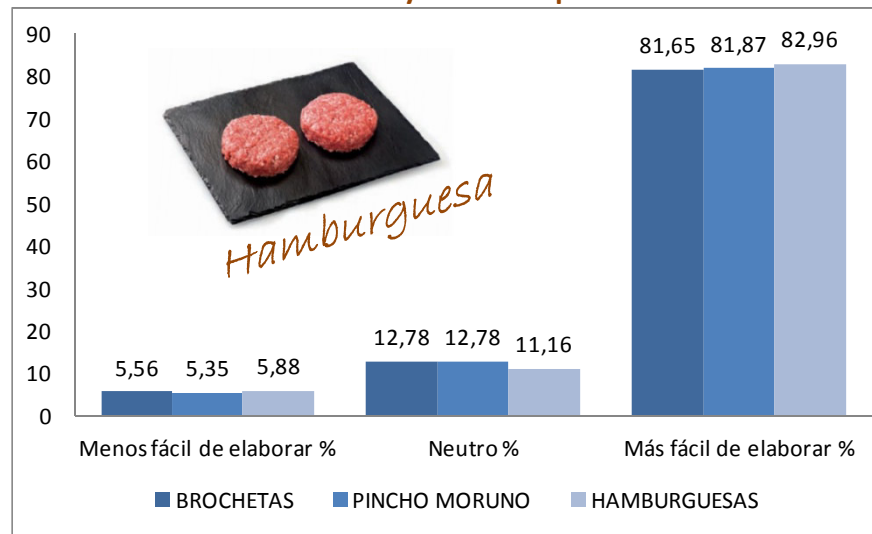 90
80
70
60
50
40
30
20
10
0
81,65 81,87 82,96
Hamburguesa
12,78 12,78 11,16
5,56 5,35 5,88
Menos fácil de elaborar % Neutro % Más fácil de elaborar %
BROCHETAS PINCHO MORUNO HAMBURGUESAS